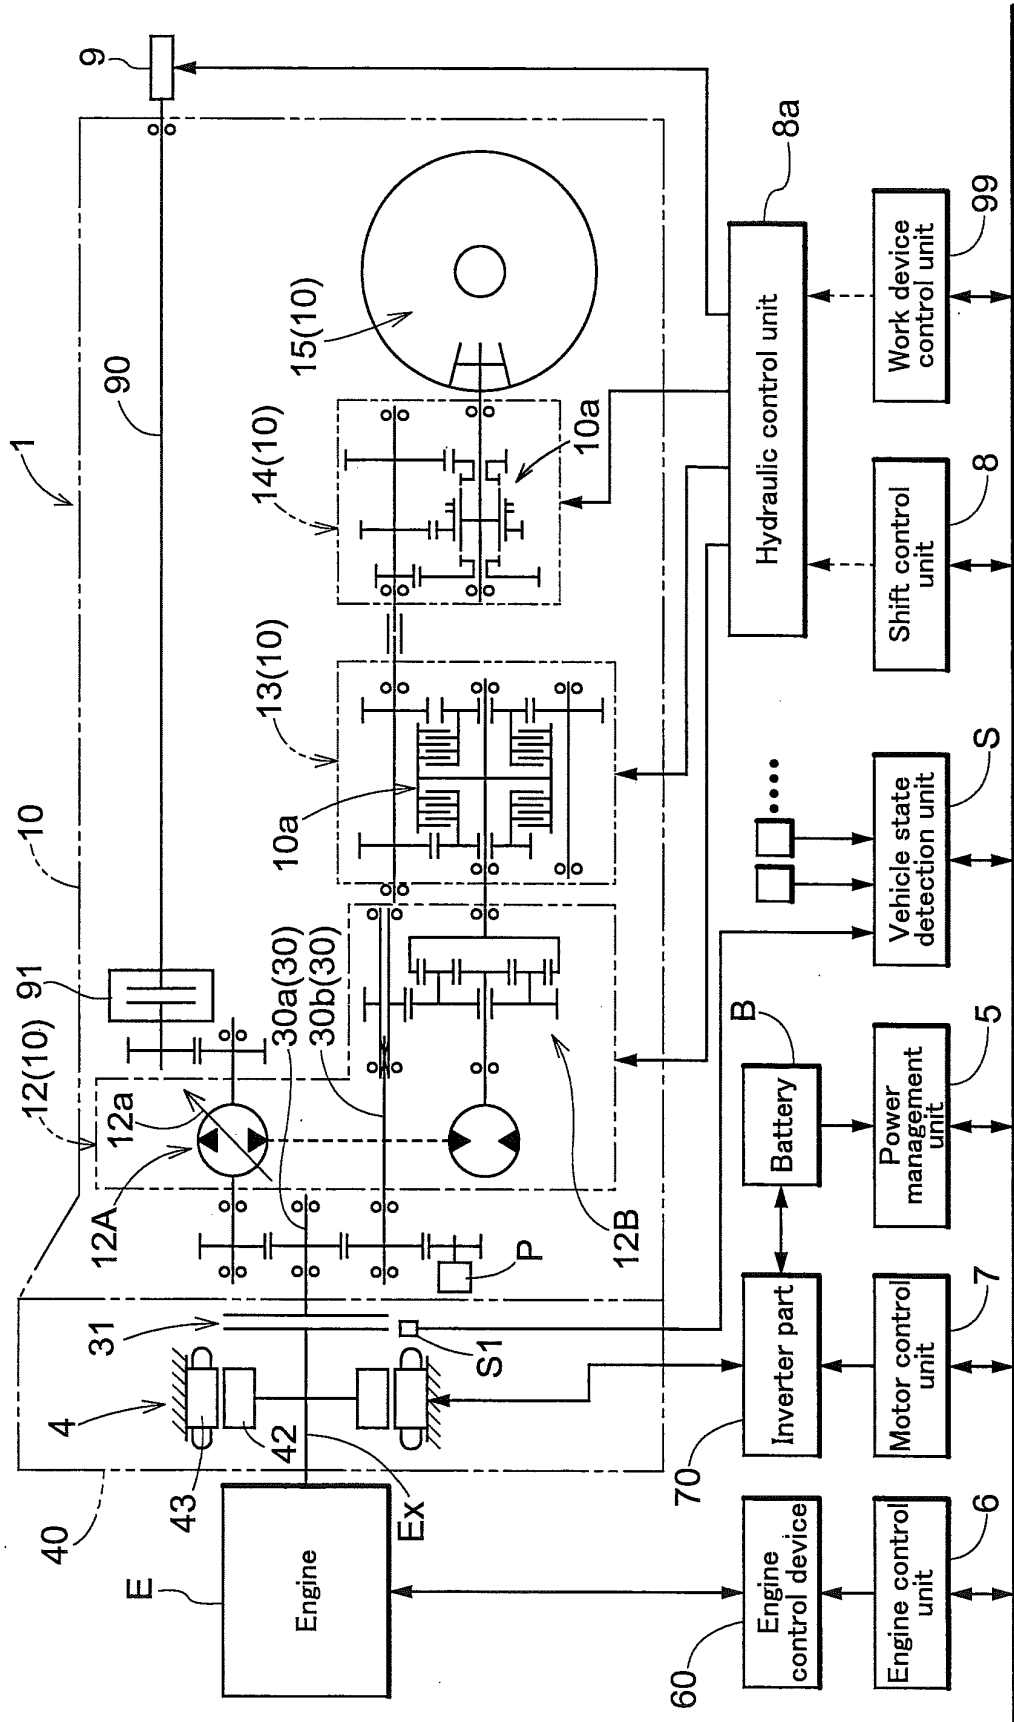 1
10
12(10)
91
90
9
12A
12a
30a(30)
30b(30)
13(10)
10a
14(10)
15(10)
10a
12B
P
40
4
31
43
42
S1
Ex
E
Engine
60
Engine
control device
70
Inverter part
B
Battery
Hydraulic control unit
8a
Engine control
unit
6
Motor control
unit
7
Power
management
unit
5
Vehicle state
detection unit
S
Shift control
unit
8
Work device
control unit
99